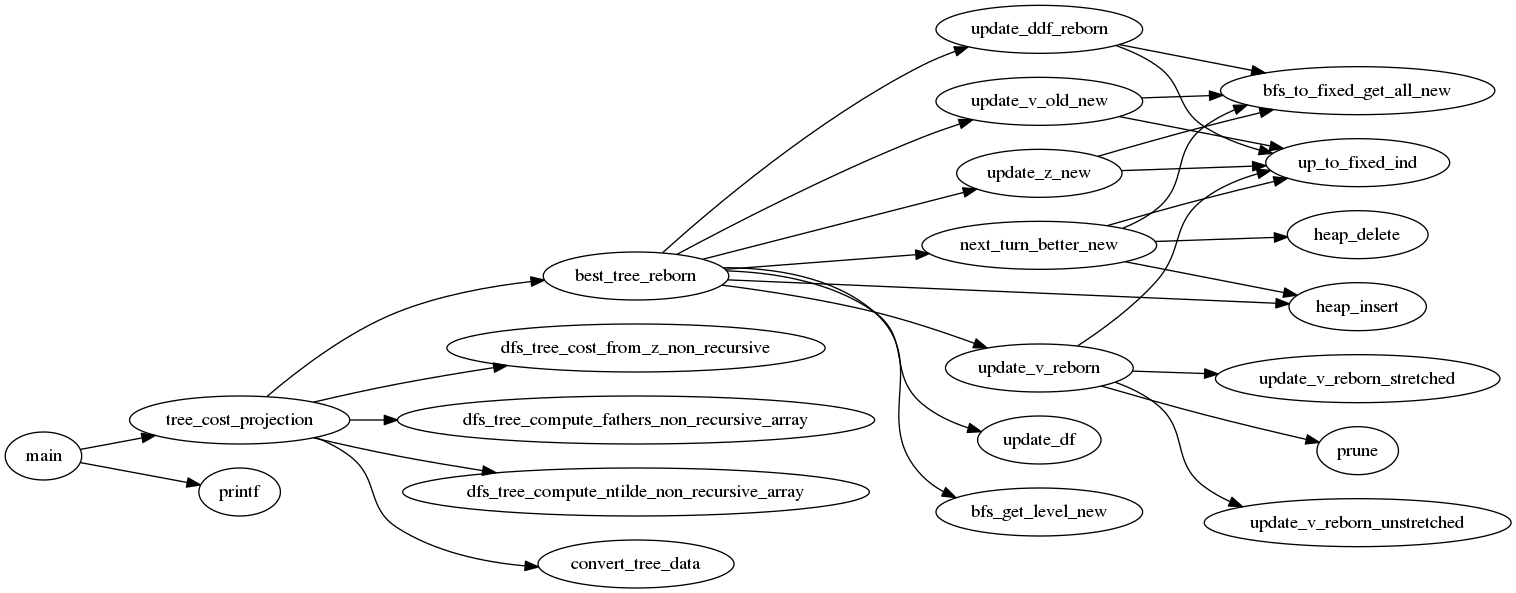 update_ddf_reborn
bfs_to_fixed_get_all_new
update_v_old_new
up_to_fixed_ind
update_z_new
heap_delete
next_turn_better_new
best_tree_reborn
heap_insert
dfs_tree_cost_from_z_non_recursive
update_v_reborn
update_v_reborn_stretched
tree_cost_projection
dfs_tree_compute_fathers_non_recursive_array
update_df
prune
main
printf
dfs_tree_compute_ntilde_non_recursive_array
bfs_get_level_new
update_v_reborn_unstretched
convert_tree_data